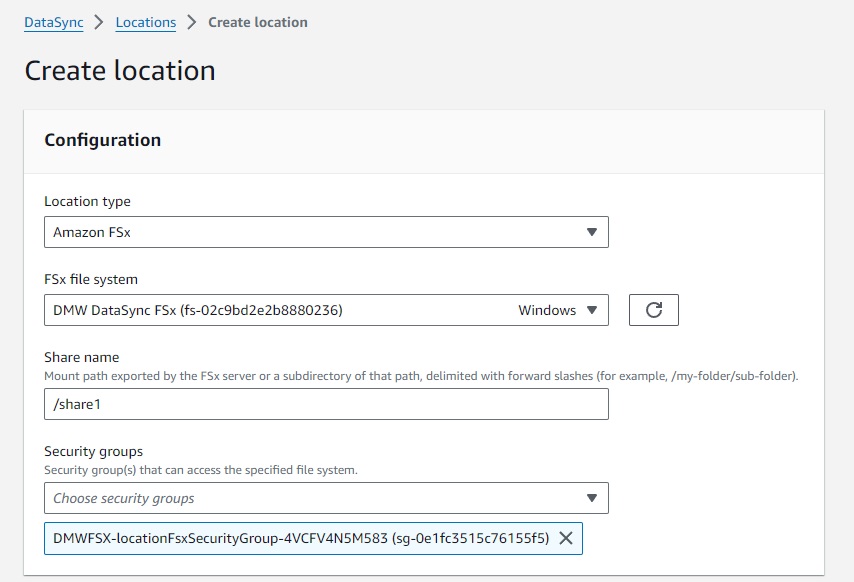 DataSync > Locations > Create location
Create location
Configuration
Location type
Amazon FSx
FSx file system
DMW DataSync FSx (fs-02c9bd2e2b8880236) Windows
Share name
Mount path exported by the FSx server or a subdirectory of that path, delimited with forward slashes (for example, /my-folder/sub-folder).
/share1
Security groups
Security group(s) that can access the specified file system.
Choose security groups
DMWFSX-locationFsxSecurityGroup-4VCFV4N5M583 (sg-0e1fc3515c76155f5)